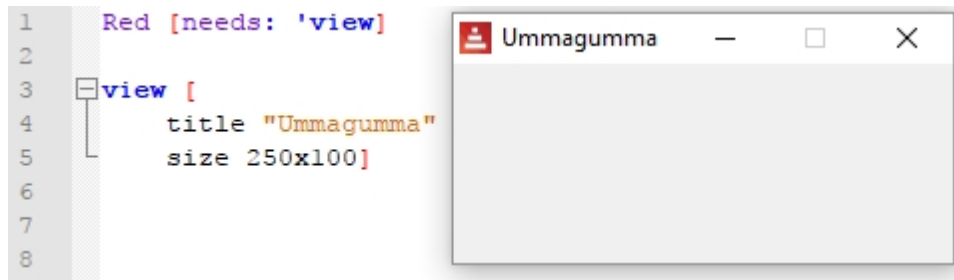 1 Red [needs: 'view]
2
3 view [
4 title "Ummagumma"
5 size 250x100]
6
7
8
Ummagumma